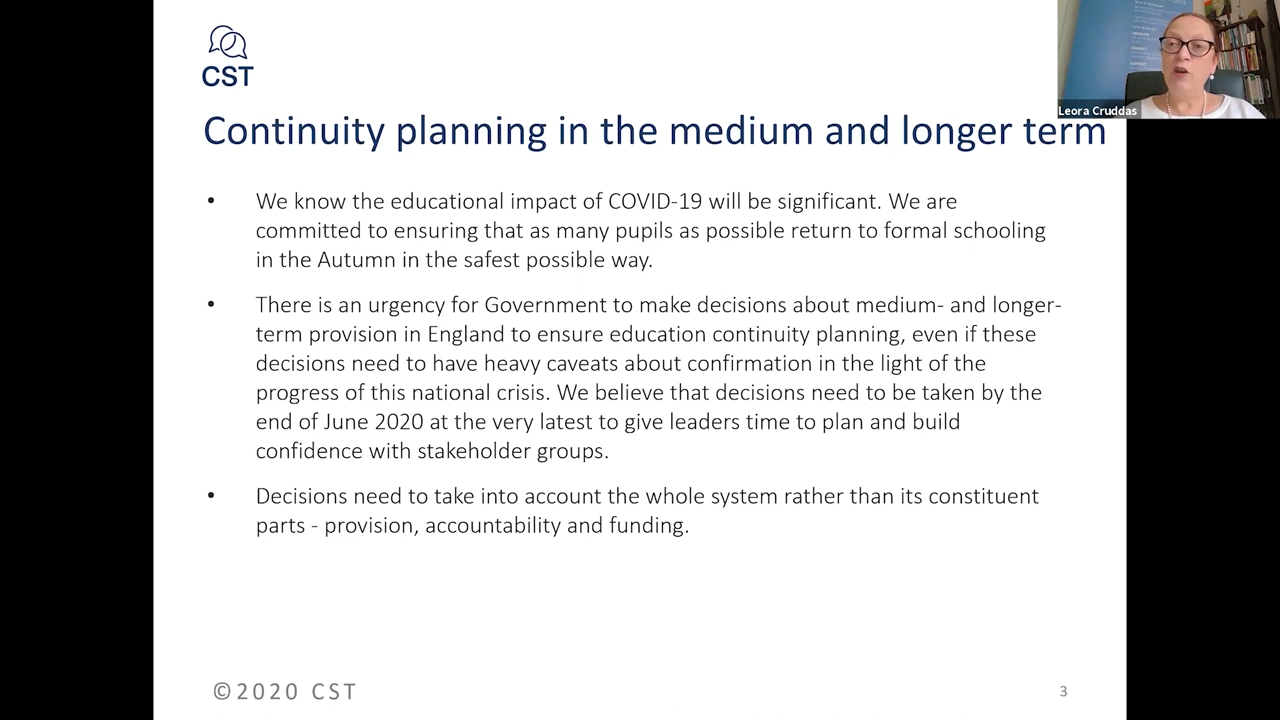 CST
Leora Cruddas
Continuity planning in the medium and longer term
• We know the educational impact of COVID-19 will be significant. We are
committed to ensuring that as many pupils as possible return to formal schooling
in the Autumn in the safest possible way.
• There is an urgency for Government to make decisions about medium- and longer-
term provision in England to ensure education continuity planning, even if these
decisions need to have heavy caveats about confirmation in the light of the
progress of this national crisis. We believe that decisions need to be taken by the
end of June 2020 at the very latest to give leaders time to plan and build
confidence with stakeholder groups.
• Decisions need to take into account the whole system rather than its constituent
parts - provision, accountability and funding.
©2020 CST
3